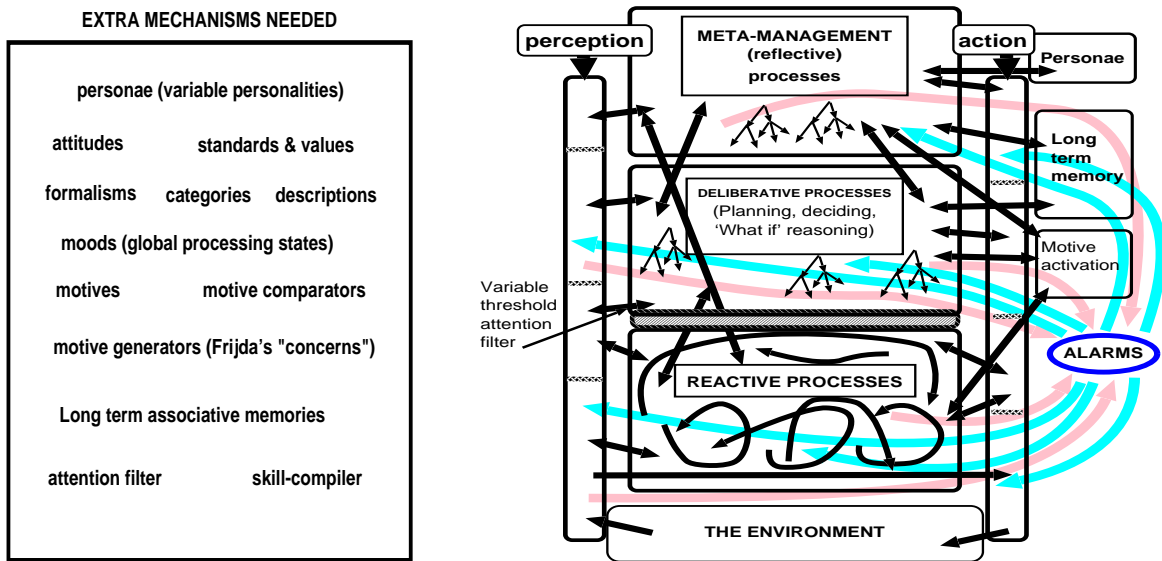 EXTRA MECHANISMS NEEDED
personae (variable personalities)
attitudes
standards & values
formalisms
categories
descriptions
moods (global processing states)
motives
motive comparators
motive generators (Frijda's "concerns")
Long term associative memories
attention filter
skill-compiler
perception
META-MANAGEMENT
(reflective)
processes
action
Personae
Long
term
memory
DELIBERATIVE PROCESSES
(Planning, deciding,
‘What if’ reasoning)
Motive
activation
Variable
threshold
attention
filter
ALARMS
REACTIVE PROCESSES
THE ENVIRONMENT